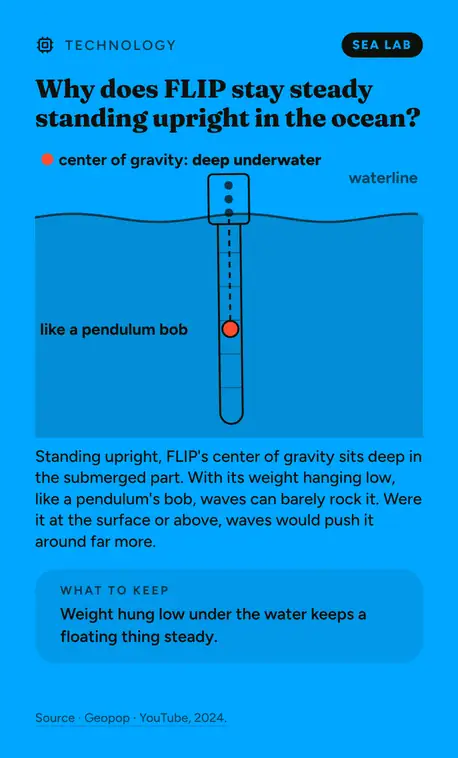 TECHNOLOGY
SEA LAB
Why does FLIP stay steady
standing upright in the ocean?
center of gravity: deep underwater
waterline
like a pendulum bob
Standing upright, FLIP's center of gravity sits deep in
the submerged part. With its weight hanging low,
like a pendulum's bob, waves can barely rock it. Were
it at the surface or above, waves would push it
around far more.
WHAT TO KEEP
Weight hung low under the water keeps a
floating thing steady.
Source · Geopop · YouTube, 2024.